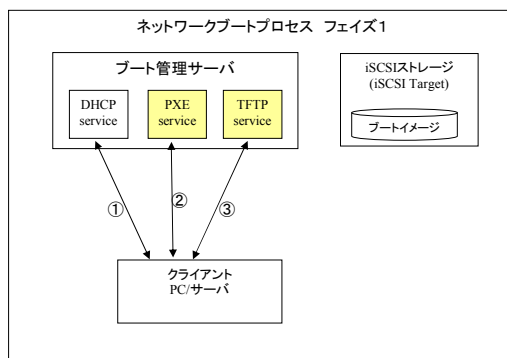 ネットワークブートプロセス フェイズ1
ブート管理サーバ
DHCP
service
PXE
service
TFTP
service
iSCSIストレージ
(iSCSI Target)
ブートイメージ
①
②
③
クライアント
PC/サーバ